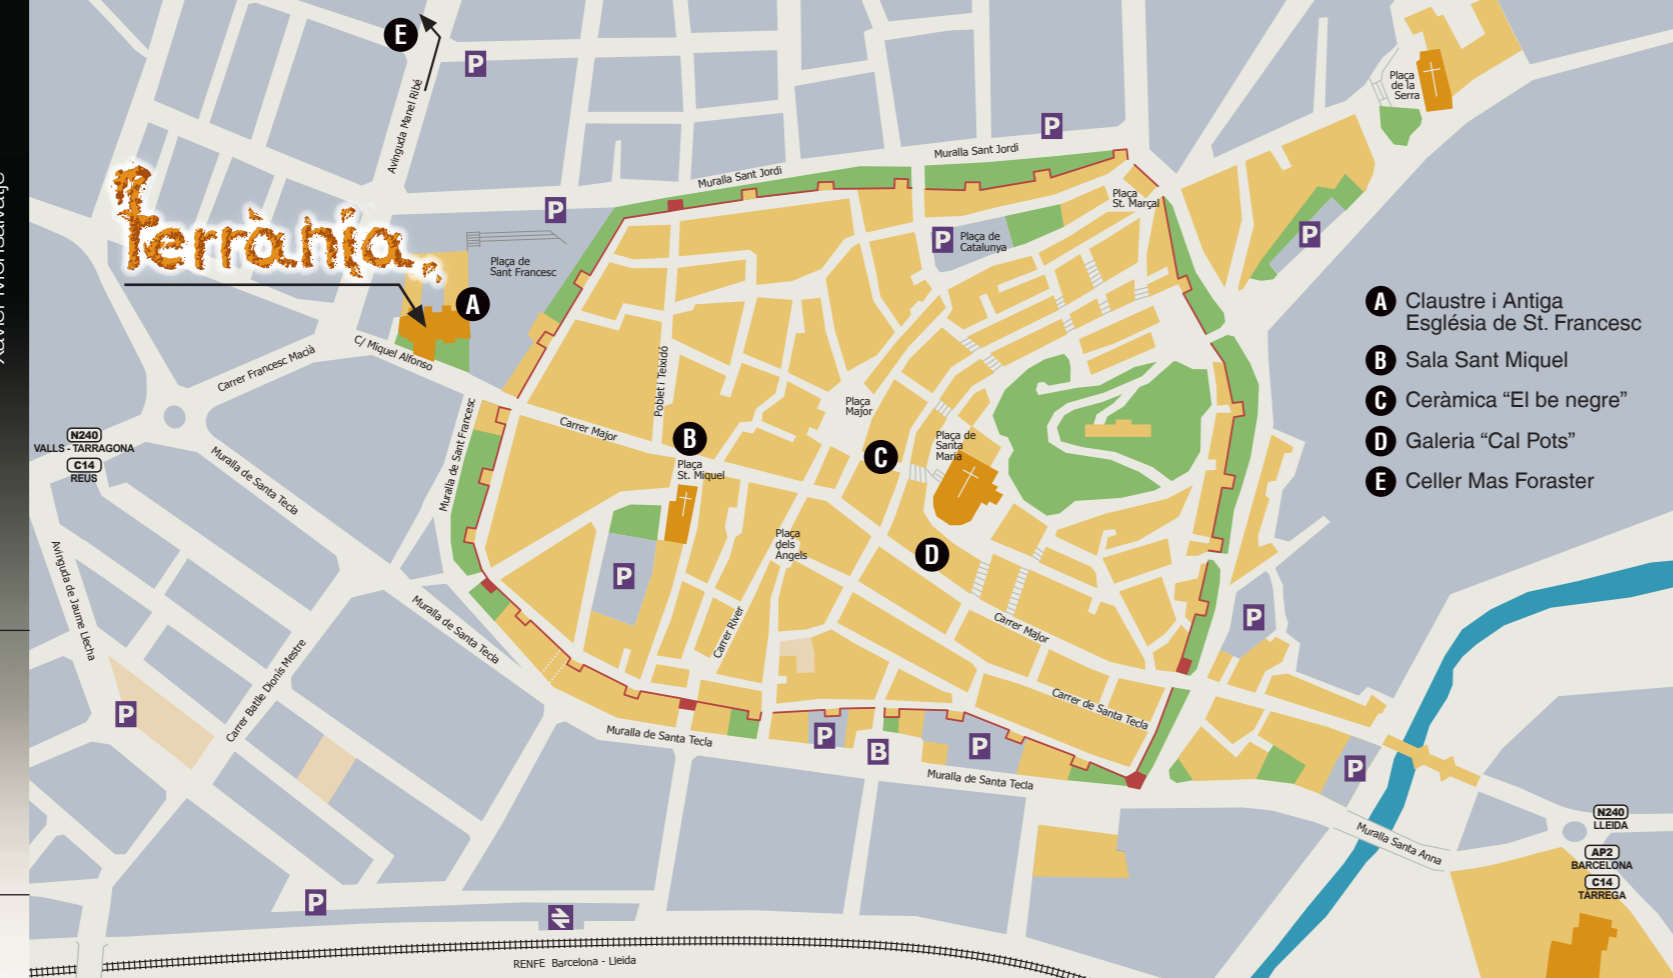 Xavier Monsalvatje
E
P
Avinguda Manel Ribé
P
Muralla Sant Jordi
Muralla Sant Jordi
Plaça
de la
Serra
Terrània
P
Plaça
St. Marçal
P
Plaça de
Catalunya
P
Plaça de
Sant Francesc
A
C/ Miquel Alfonso
Carrer Francesc Macià
A Claustre i Antiga
Església de St. Francesc
B Sala Sant Miquel
C Ceràmica “El be negre”
D Galeria “Cal Pots”
E Celler Mas Foraster
Poblet i Teixidó
Plaça
Major
Muralla de Sant Francesc
Carrer Major
B
Plaça
St. Miquel
C
Plaça de
Santa
Maria
N240
VALLS - TARRAGONA
C14
REUS
Muralla de Santa Tecla
Plaça
dels
Àngels
D
P
Avinguda de Jaume Llecha
Muralla de Santa Tecla
Carrer River
Carrer Major
P
Carrer Batlle Dionís Mestre
Carrer de Santa Tecla
P
Muralla de Santa Tecla
P
B
P
Muralla de Santa Tecla
P
Muralla Santa Anna
N240
LLEIDA
AP2
BARCELONA
C14
TÀRREGA
P
RENFE Barcelona - Lleida